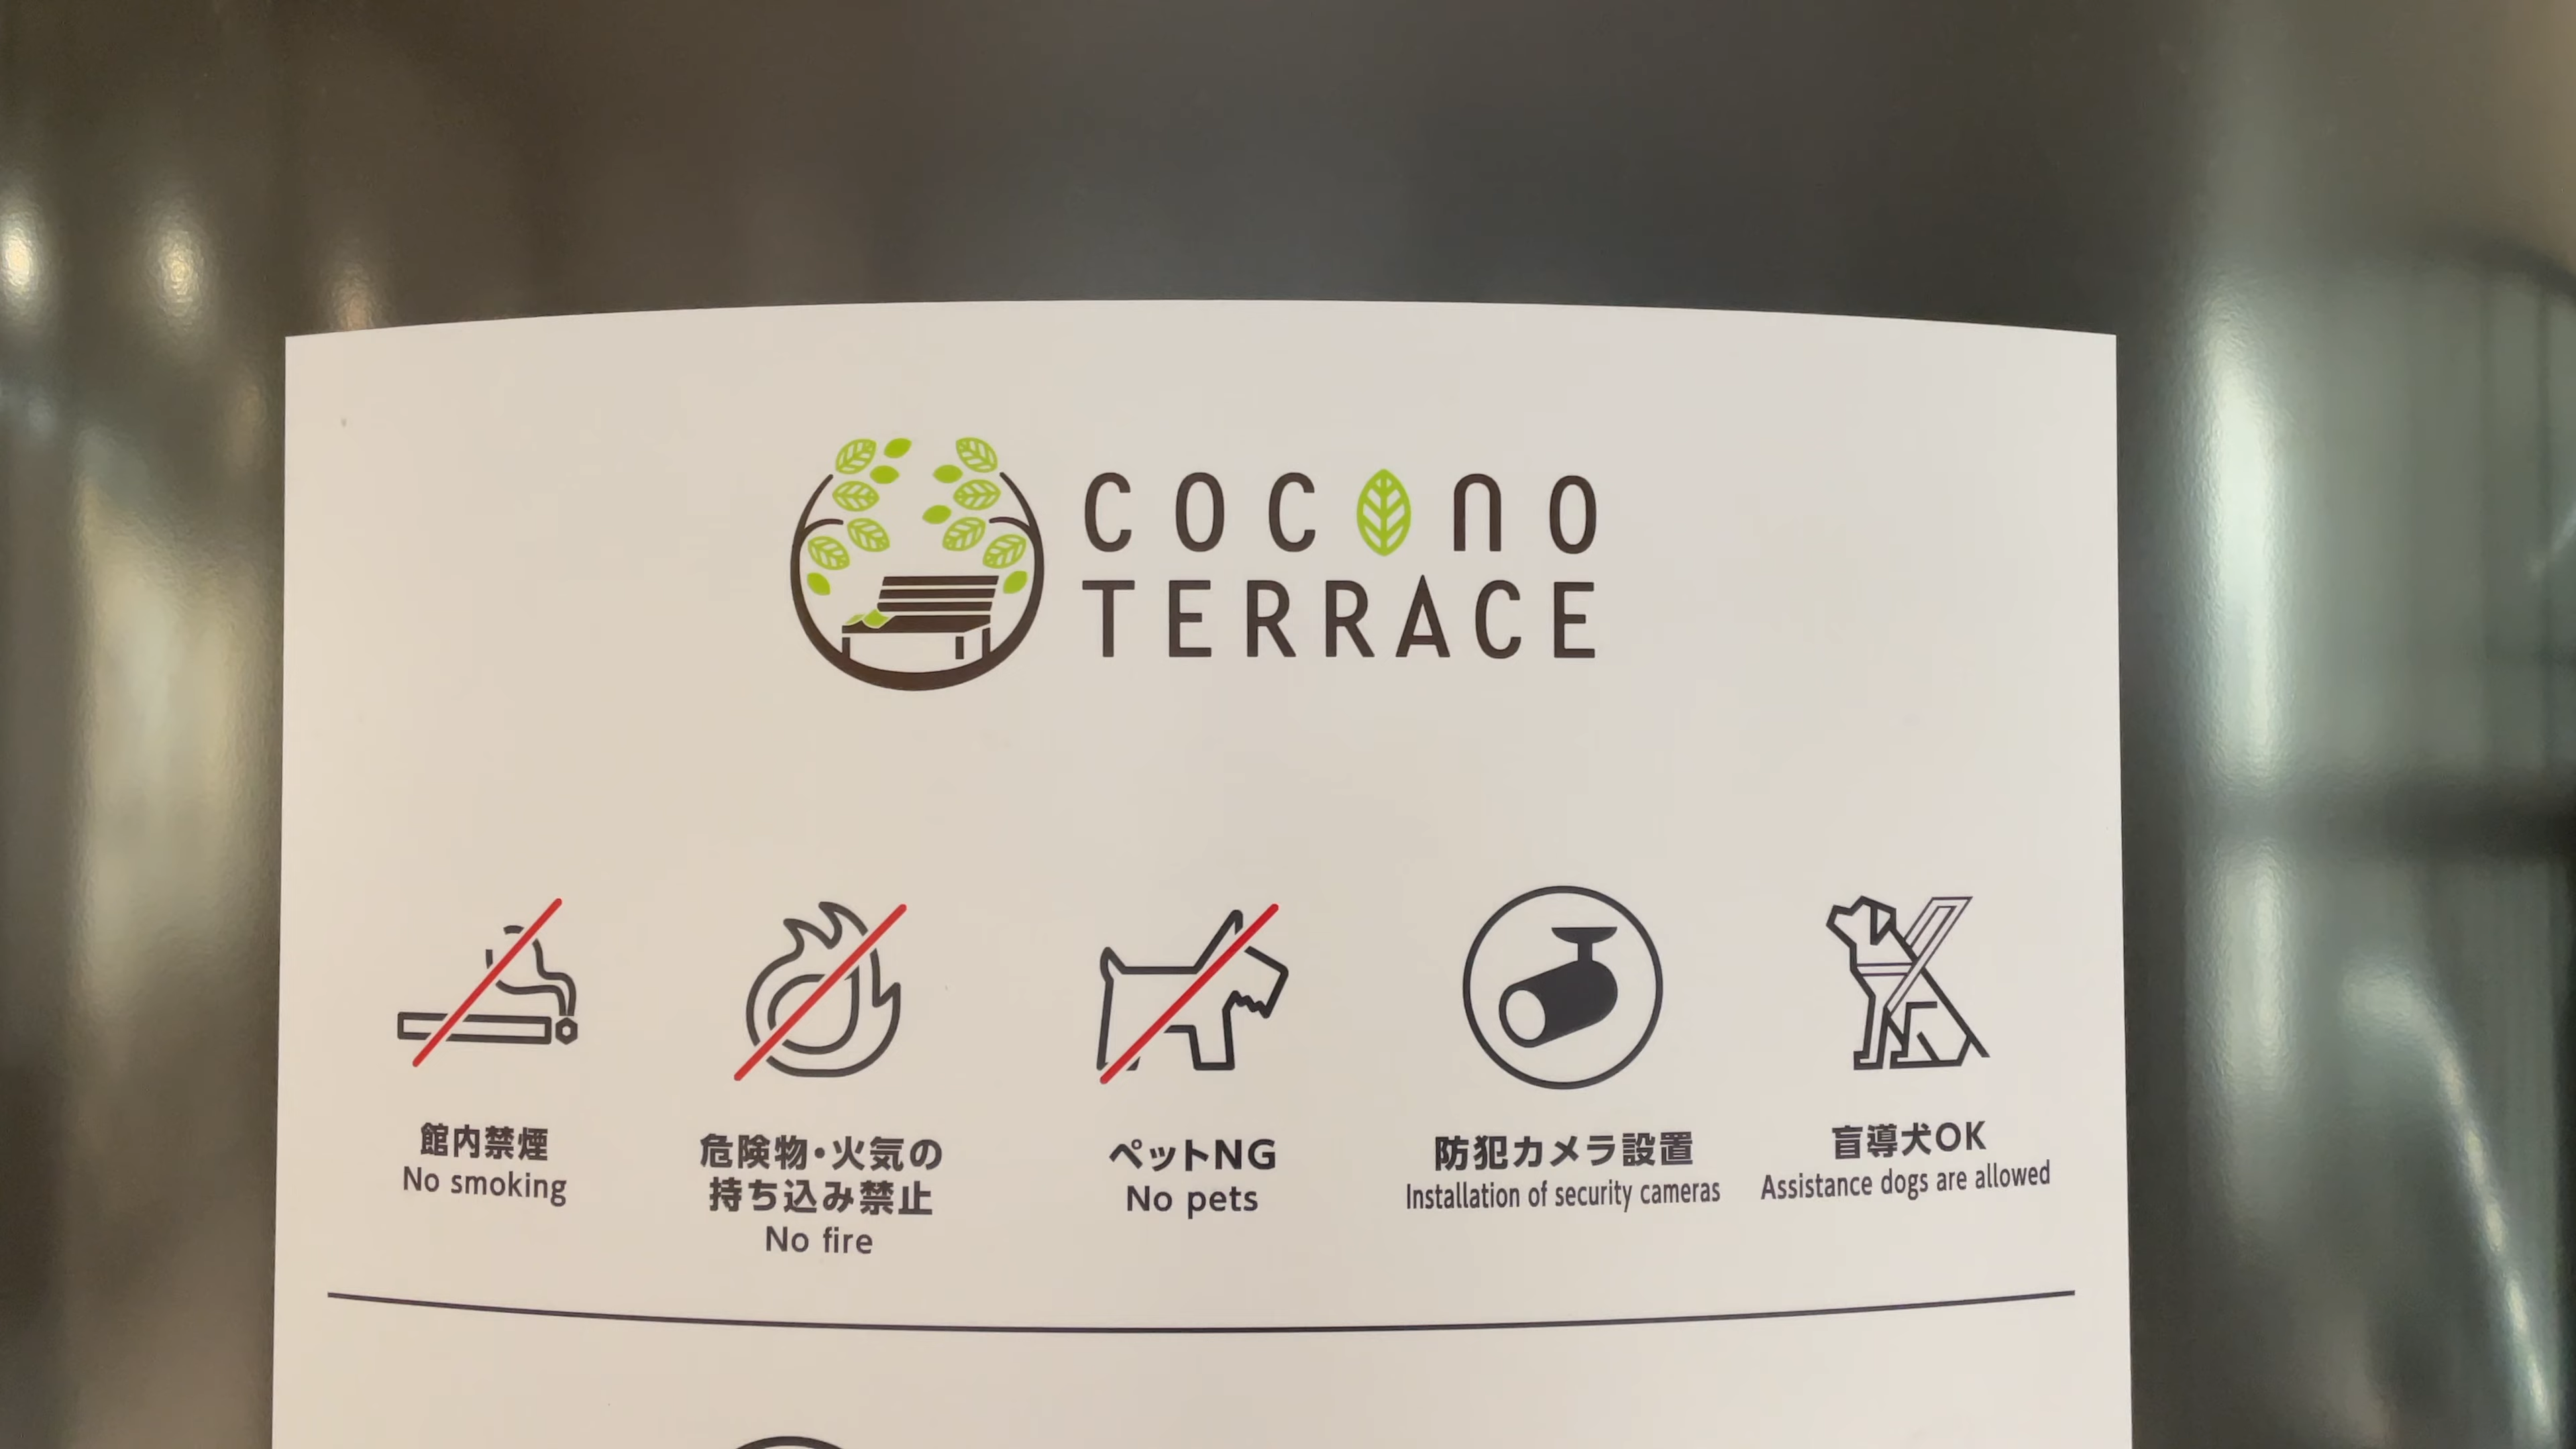 COCONO
TERRACE
館内禁煙
No smoking
危険物・火気の
持ち込み禁止
No fire
ペットNG
No pets
防犯カメラ設置
Installation of security cameras
盲導犬OK
Assistance dogs are allowed